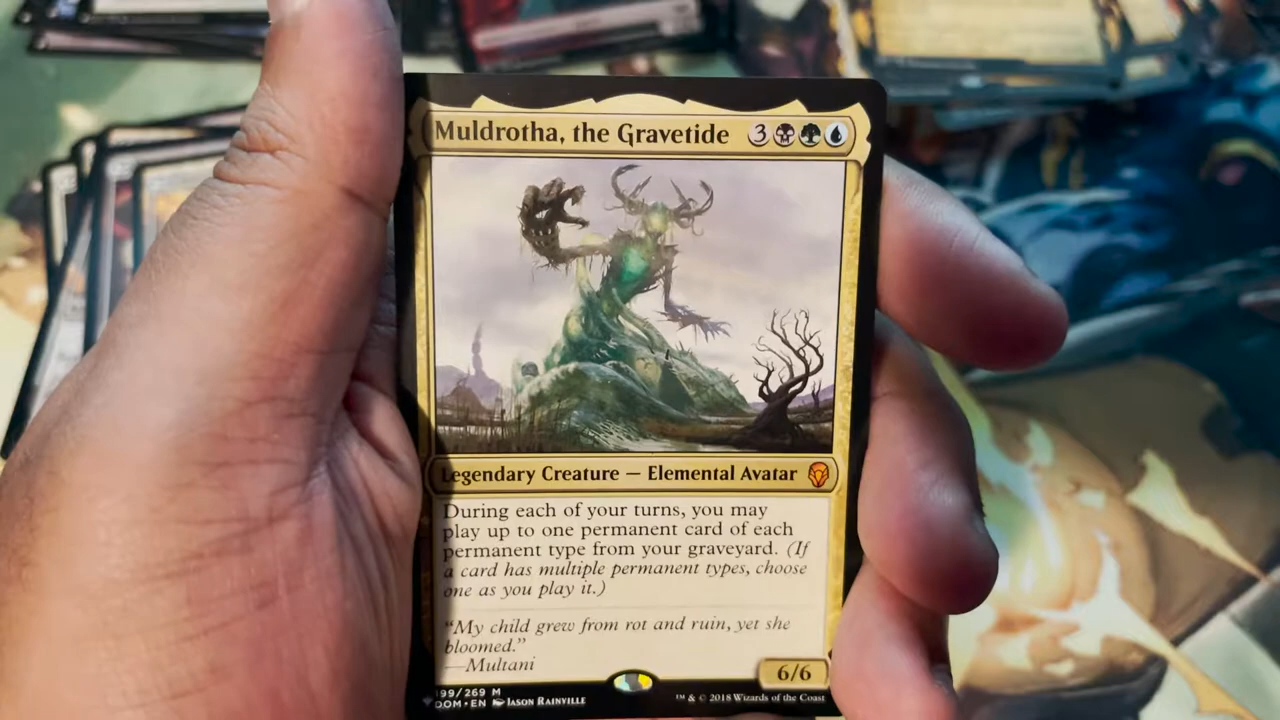 Muldrotha, the Gravetide 3
Legendary Creature — Elemental Avatar
During each of your turns, you may
play up to one permanent card of each
permanent type from your graveyard. (If
a card has multiple permanent types, choose
one as you play it.)
"My child grew from rot and ruin, yet she
bloomed."
—Multani
6/6
199/269 M
DOM • EN Jason Rainville
™ & © 2018 Wizards of the Coast